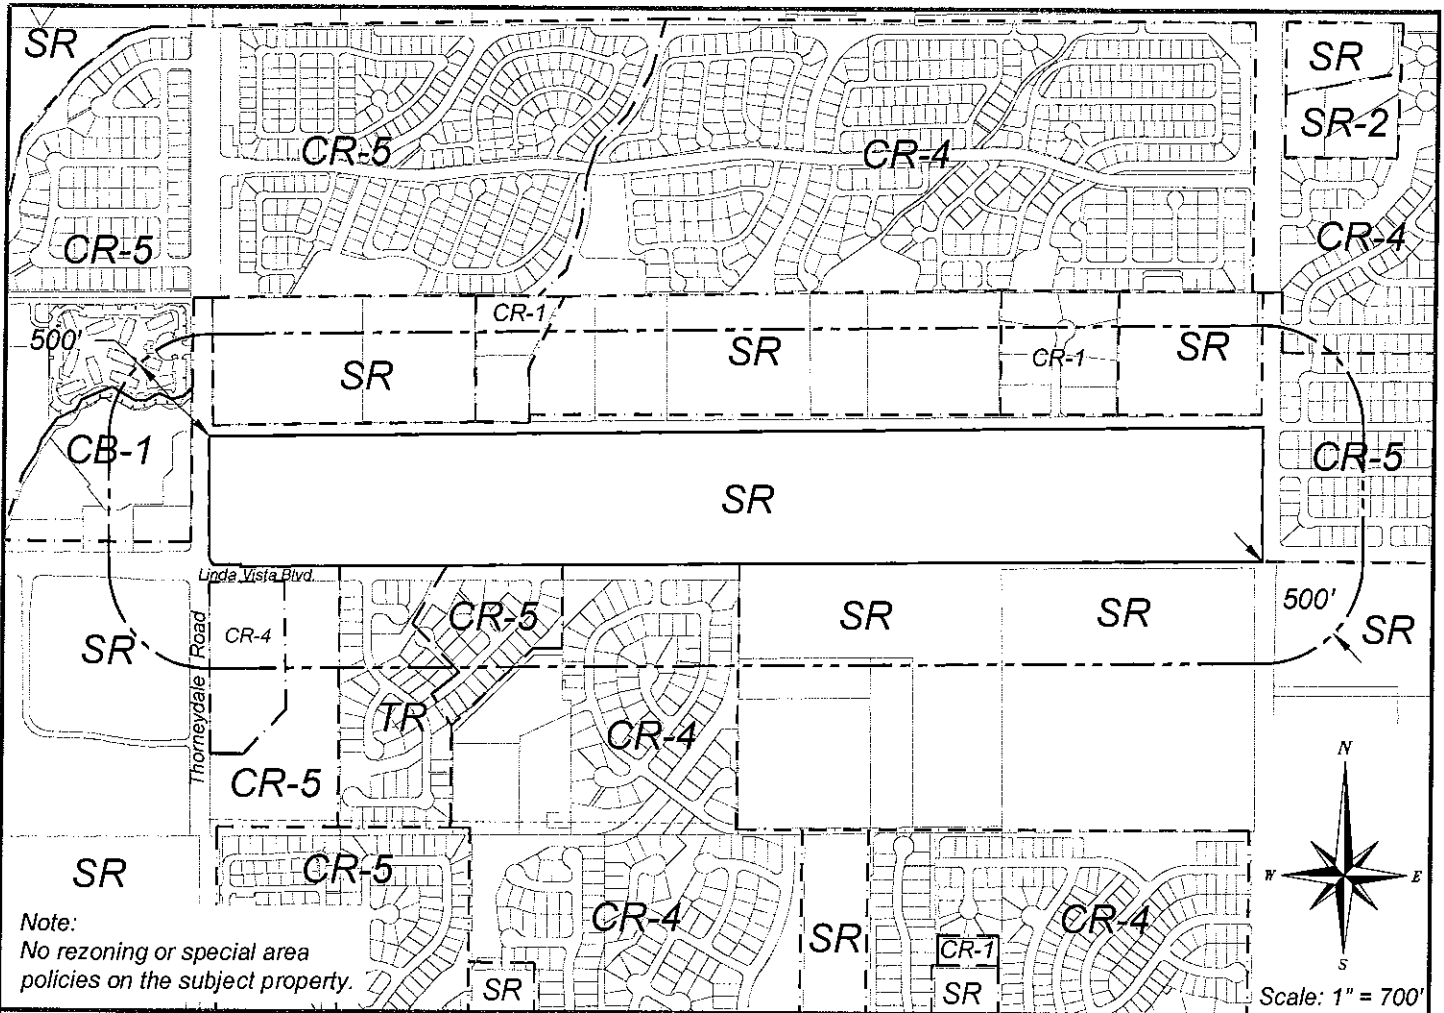 SR
SR
SR-2
CR-5
CR-4
CR-5
CR-4
CR-1
500'
SR
SR
CR-1
SR
CB-1
CR-5
SR
Linda Vista Blvd.
CR-5
SR
SR
500'
SR
CR-4
SR
Thorneydale Road
TR
CR-4
CR-5
N
W
E
S
SR
CR-5
CR-4
SR
CR-4
CR-1
SR
SR
Note:
No rezoning or special area
policies on the subject property.
Scale: 1" = 700'